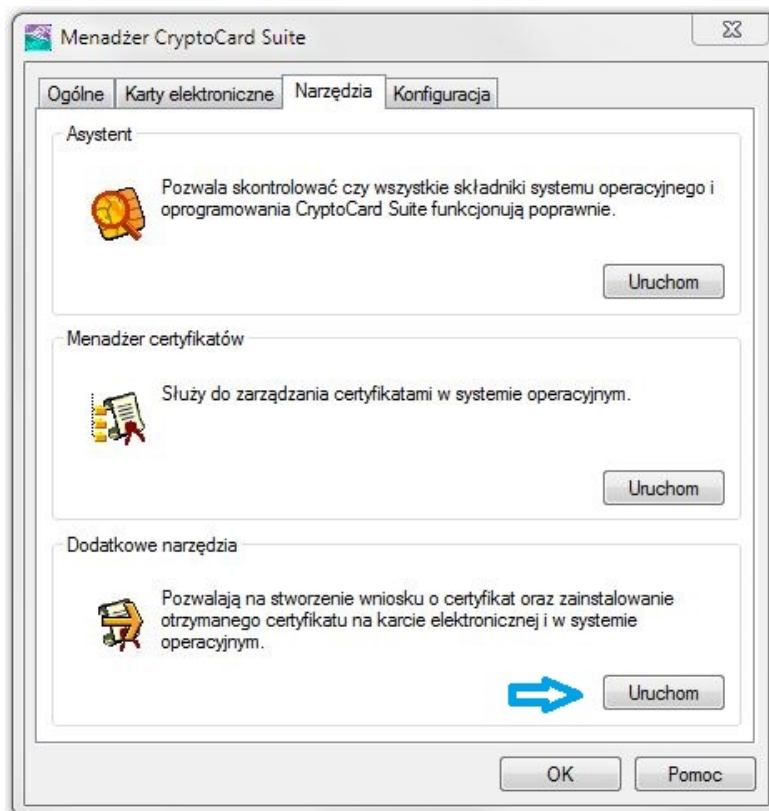 Menadżer CryptoCard Suite
Ogólne
Karty elektroniczne
Narzędzia
Konfiguracja
Asystent
Pozwala skontrolować czy wszystkie składniki systemu operacyjnego i
oprogramowania CryptoCard Suite funkcjonują poprawnie.
Uruchom
Menadżer certyfikatów
Służy do zarządzania certyfikatami w systemie operacyjnym.
Uruchom
Dodatkowe narzędzia
Pozwalają na stworzenie wniosku o certyfikat oraz zainstalowanie
otrzymanego certyfikatu na karcie elektronicznej i w systemie
operacyjnym.
Uruchom
OK
Pomoc